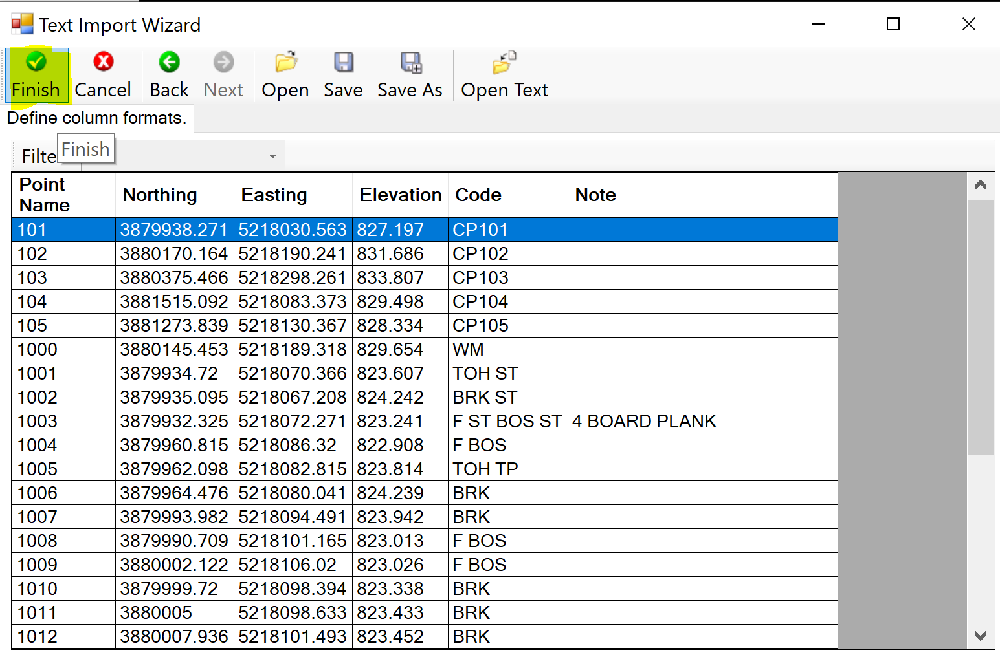 Text Import Wizard
Finish Cancel Back Next Open Save Save As Open Text
Define column formats.
Filte Finish
Point Name Northing Easting Elevation Code Note
101 3879938.271 5218030.563 827.197 CP101
102 3880170.164 5218190.241 831.686 CP102
103 3880375.466 5218298.261 833.807 CP103
104 3881515.092 5218083.373 829.498 CP104
105 3881273.839 5218130.367 828.334 CP105
1000 3880145.453 5218189.318 829.654 WM
1001 3879934.72 5218070.366 823.607 TOH ST
1002 3879935.095 5218067.208 824.242 BRK ST
1003 3879932.325 5218072.271 823.241 F ST BOS ST 4 BOARD PLANK
1004 3879960.815 5218086.32 822.908 F BOS
1005 3879962.098 5218082.815 823.814 TOH TP
1006 3879964.476 5218080.041 824.239 BRK
1007 3879993.982 5218094.491 823.942 BRK
1008 3879990.709 5218101.165 823.013 F BOS
1009 3880002.122 5218106.02 823.026 F BOS
1010 3879999.72 5218098.394 823.338 BRK
1011 3880005 5218098.633 823.433 BRK
1012 3880007.936 5218101.493 823.452 BRK